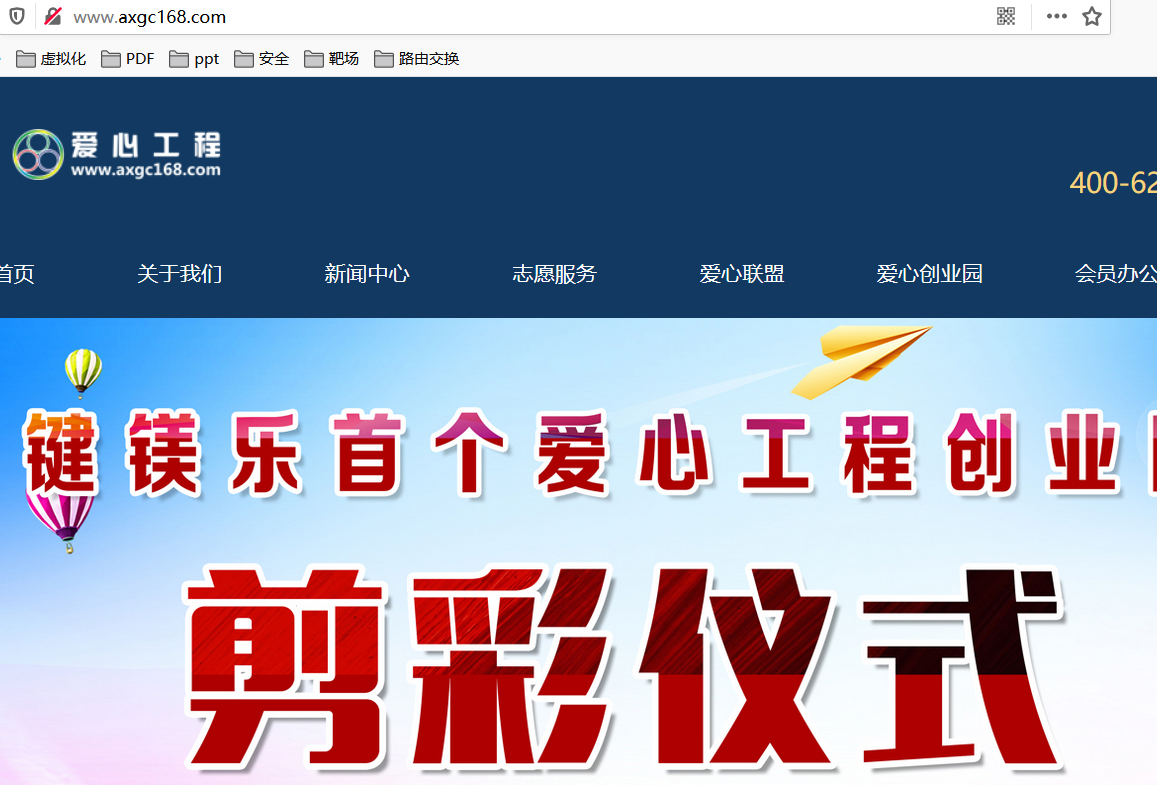 www.axgc168.com
虚拟化 PDF ppt 安全 靶场 路由交换
爱心工程
www.axgc168.com
400-62
首页 关于我们 新闻中心 志愿服务 爱心联盟 爱心创业园 会员办公
键镁乐首个爱心工程创业
剪彩仪式